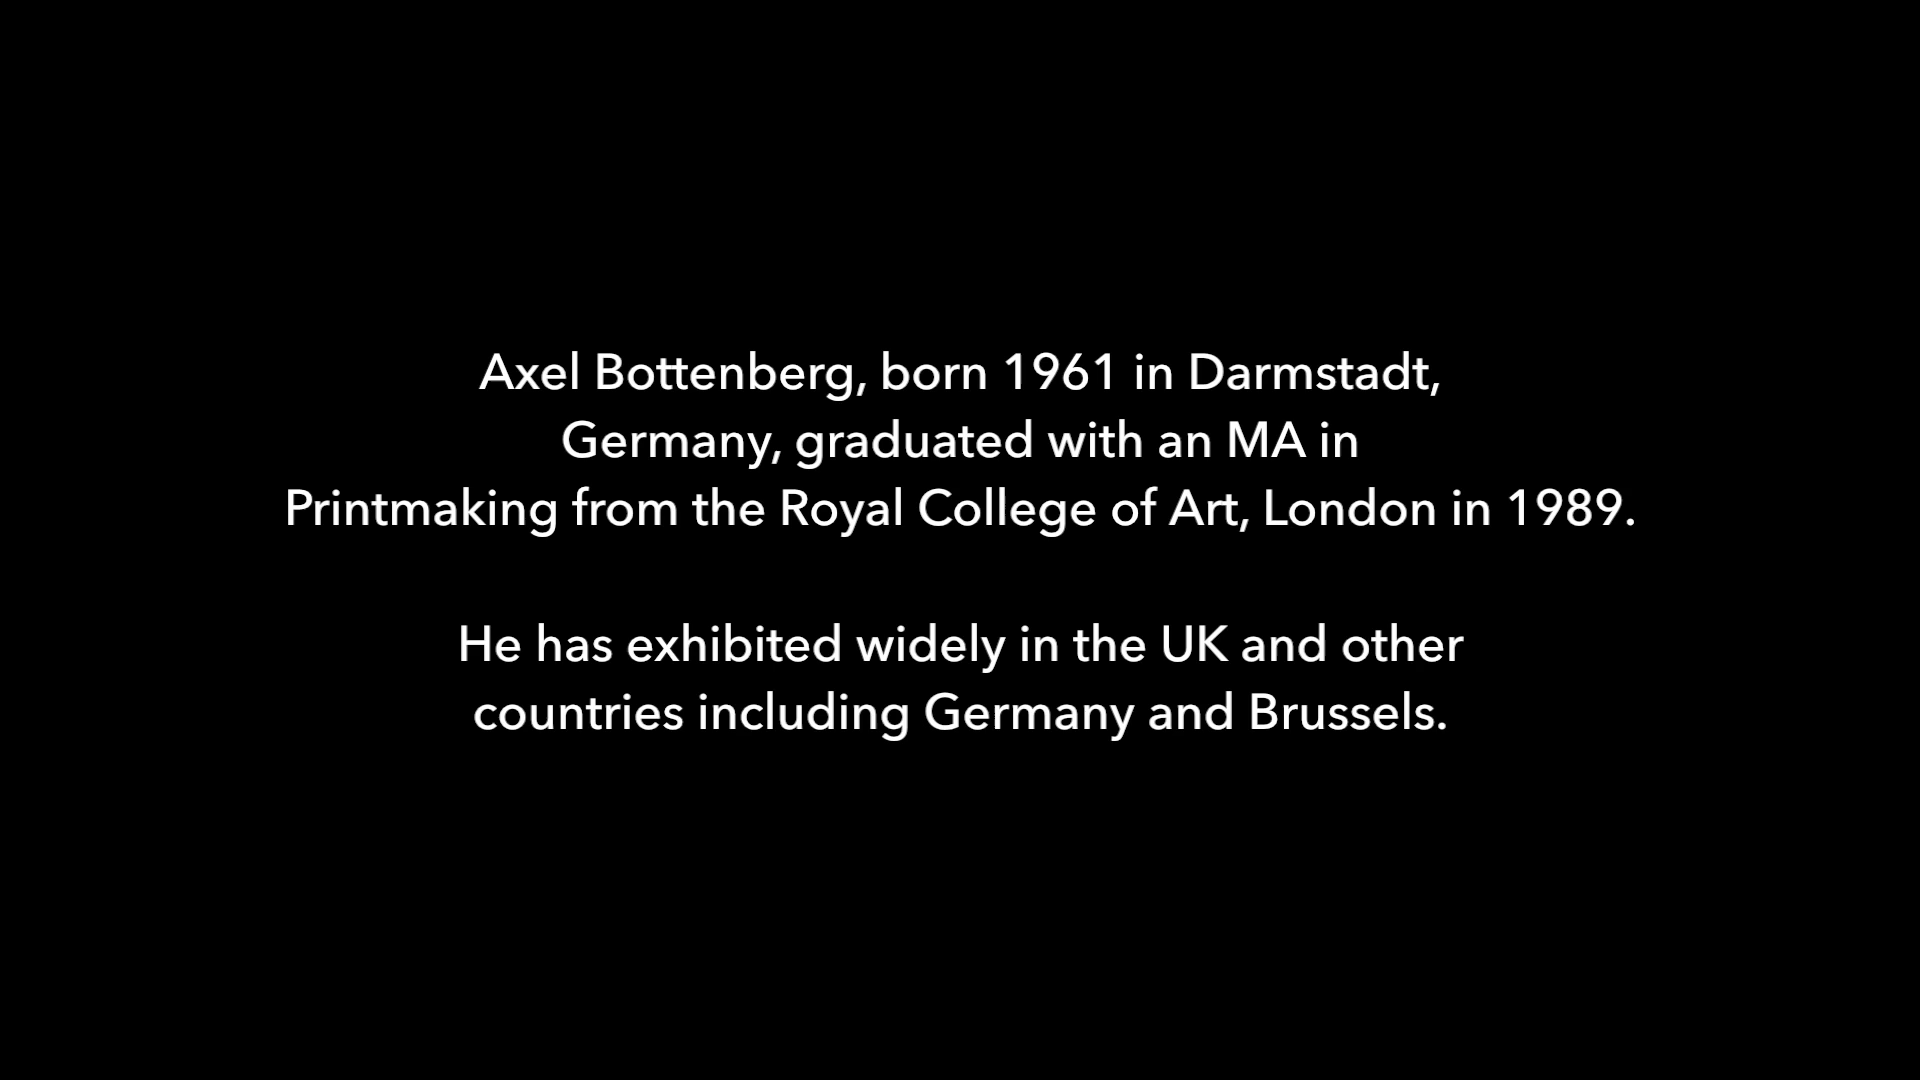 Axel Bottenberg, born 1961 in Darmstadt,
Germany, graduated with an MA in
Printmaking from the Royal College of Art, London in 1989.
He has exhibited widely in the UK and other
countries including Germany and Brussels.